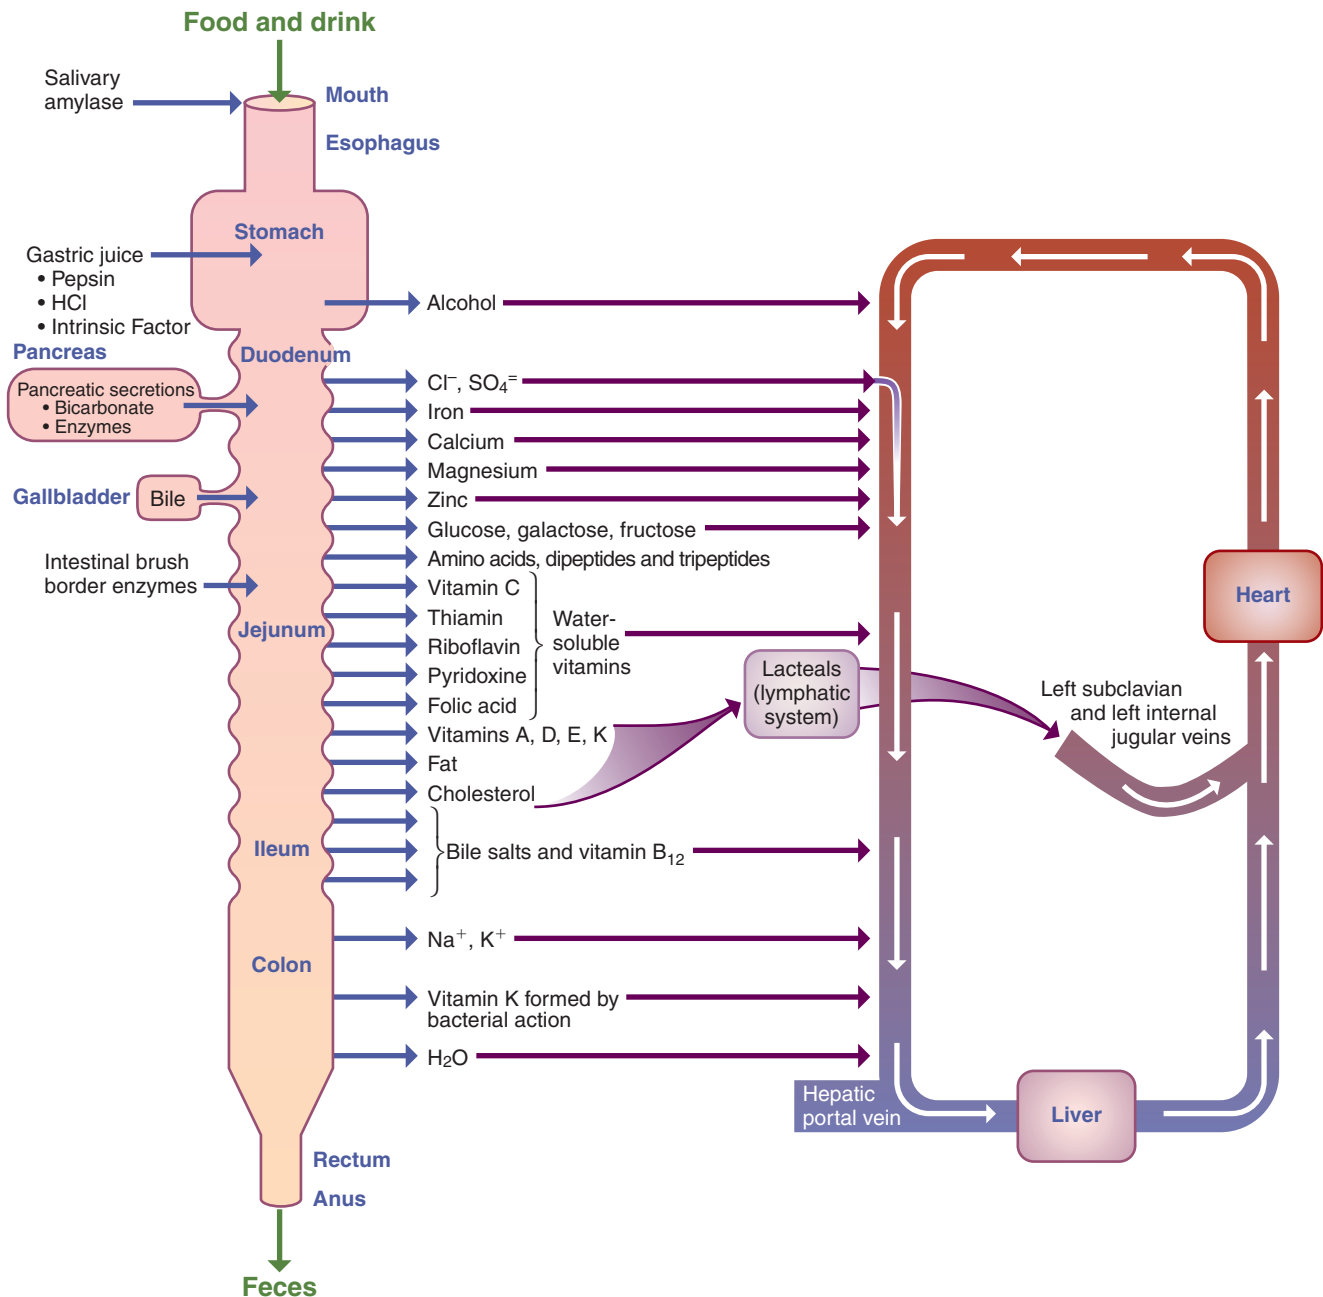 Food and drink
Salivary
amylase
Mouth
Esophagus
Stomach
Gastric juice
• Pepsin
• HCl
• Intrinsic Factor
Alcohol
Pancreas
Duodenum
Pancreatic secretions
• Bicarbonate
• Enzymes
Cl⁻, SO₄⁼
Iron
Calcium
Magnesium
Gallbladder
Bile
Zinc
Glucose, galactose, fructose
Amino acids, dipeptides and tripeptides
Intestinal brush
border enzymes
Vitamin C
Thiamin
Riboflavin
Pyridoxine
Folic acid
Water-
soluble
vitamins
Jejunum
Vitamins A, D, E, K
Fat
Cholesterol
Lacteals
(lymphatic
system)
Left subclavian
and left internal
jugular veins
Heart
Ileum
Bile salts and vitamin B₁₂
Na⁺, K⁺
Colon
Vitamin K formed by
bacterial action
H₂O
Hepatic
portal vein
Liver
Rectum
Anus
Feces